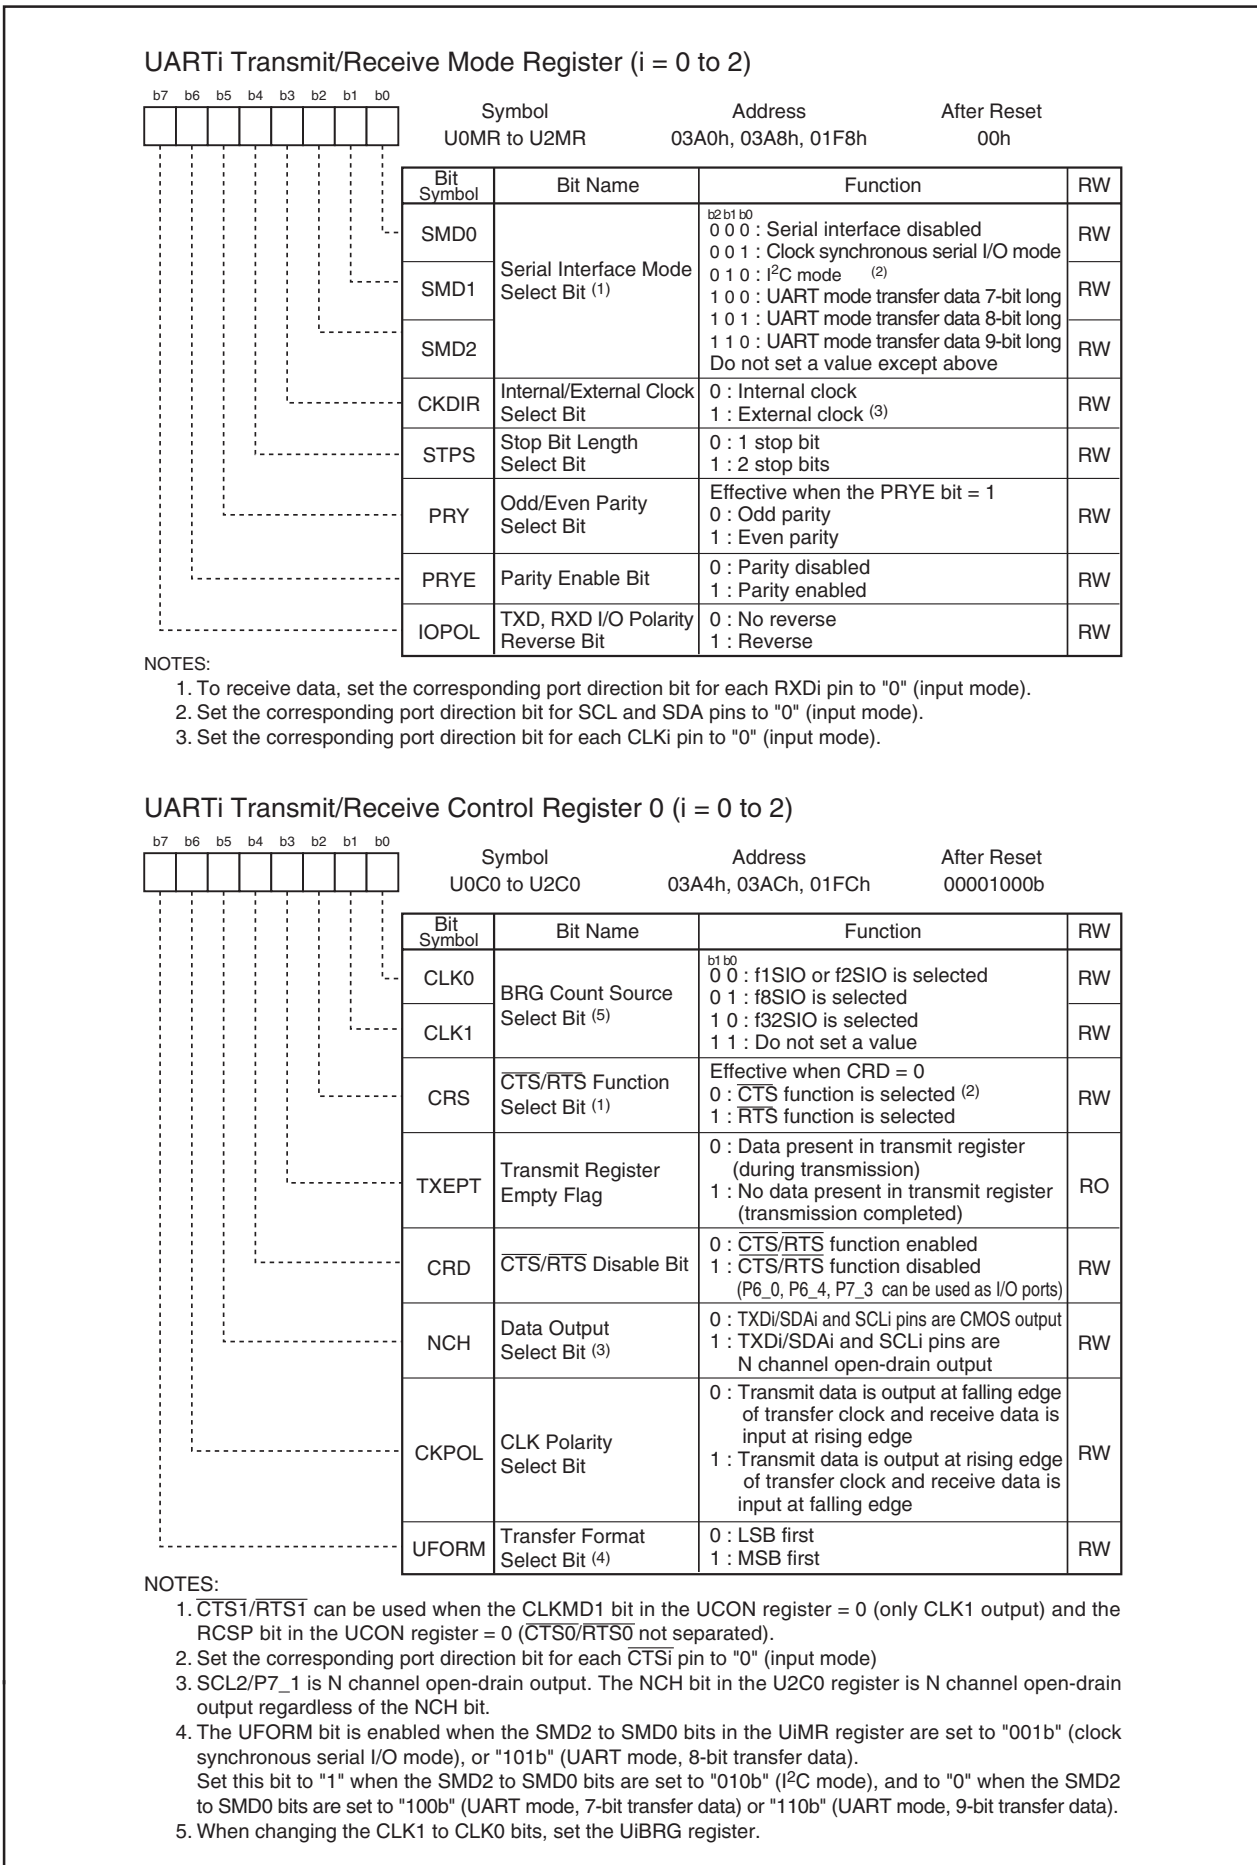 UARTi Transmit/Receive Mode Register (i = 0 to 2)
b7 b6 b5 b4 b3 b2 b1 b0
Symbol Address After Reset
U0MR to U2MR 03A0h, 03A8h, 01F8h 00h
Bit Symbol Bit Name Function RW
SMD0 RW
SMD1 RW
SMD2 RW
Serial Interface Mode
Select Bit (1)
b2 b1 b0
0 0 0 : Serial interface disabled
0 0 1 : Clock synchronous serial I/O mode
0 1 0 : I2C mode (2)
1 0 0 : UART mode transfer data 7-bit long
1 0 1 : UART mode transfer data 8-bit long
1 1 0 : UART mode transfer data 9-bit long
Do not set a value except above
CKDIR Internal/External Clock Select Bit
0 : Internal clock
1 : External clock (3)
RW
STPS Stop Bit Length Select Bit
0 : 1 stop bit
1 : 2 stop bits
RW
PRY Odd/Even Parity Select Bit
Effective when the PRYE bit = 1
0 : Odd parity
1 : Even parity
RW
PRYE Parity Enable Bit
0 : Parity disabled
1 : Parity enabled
RW
IOPOL TXD, RXD I/O Polarity Reverse Bit
0 : No reverse
1 : Reverse
RW
NOTES:
1. To receive data, set the corresponding port direction bit for each RXDi pin to "0" (input mode).
2. Set the corresponding port direction bit for SCL and SDA pins to "0" (input mode).
3. Set the corresponding port direction bit for each CLKi pin to "0" (input mode).
UARTi Transmit/Receive Control Register 0 (i = 0 to 2)
b7 b6 b5 b4 b3 b2 b1 b0
Symbol Address After Reset
U0C0 to U2C0 03A4h, 03ACh, 01FCh 00001000b
Bit Symbol Bit Name Function RW
CLK0 RW
CLK1 RW
BRG Count Source
Select Bit (5)
b1 b0
0 0 : f1SIO or f2SIO is selected
0 1 : f8SIO is selected
1 0 : f32SIO is selected
1 1 : Do not set a value
CRS CTS/RTS Function Select Bit (1)
Effective when CRD = 0
0 : CTS function is selected (2)
1 : RTS function is selected
RW
TXEPT Transmit Register Empty Flag
0 : Data present in transmit register
(during transmission)
1 : No data present in transmit register
(transmission completed)
RO
CRD CTS/RTS Disable Bit
0 : CTS/RTS function enabled
1 : CTS/RTS function disabled
(P6_0, P6_4, P7_3 can be used as I/O ports)
RW
NCH Data Output Select Bit (3)
0 : TXDi/SDAi and SCLi pins are CMOS output
1 : TXDi/SDAi and SCLi pins are
N channel open-drain output
RW
CKPOL CLK Polarity Select Bit
0 : Transmit data is output at falling edge
of transfer clock and receive data is
input at rising edge
1 : Transmit data is output at rising edge
of transfer clock and receive data is
input at falling edge
RW
UFORM Transfer Format Select Bit (4)
0 : LSB first
1 : MSB first
RW
NOTES:
1. CTS1/RTS1 can be used when the CLKMD1 bit in the UCON register = 0 (only CLK1 output) and the
RCSP bit in the UCON register = 0 (CTS0/RTS0 not separated).
2. Set the corresponding port direction bit for each CTSi pin to "0" (input mode)
3. SCL2/P7_1 is N channel open-drain output. The NCH bit in the U2C0 register is N channel open-drain
output regardless of the NCH bit.
4. The UFORM bit is enabled when the SMD2 to SMD0 bits in the UiMR register are set to "001b" (clock
synchronous serial I/O mode), or "101b" (UART mode, 8-bit transfer data).
Set this bit to "1" when the SMD2 to SMD0 bits are set to "010b" (I2C mode), and to "0" when the SMD2
to SMD0 bits are set to "100b" (UART mode, 7-bit transfer data) or "110b" (UART mode, 9-bit transfer data).
5. When changing the CLK1 to CLK0 bits, set the UiBRG register.